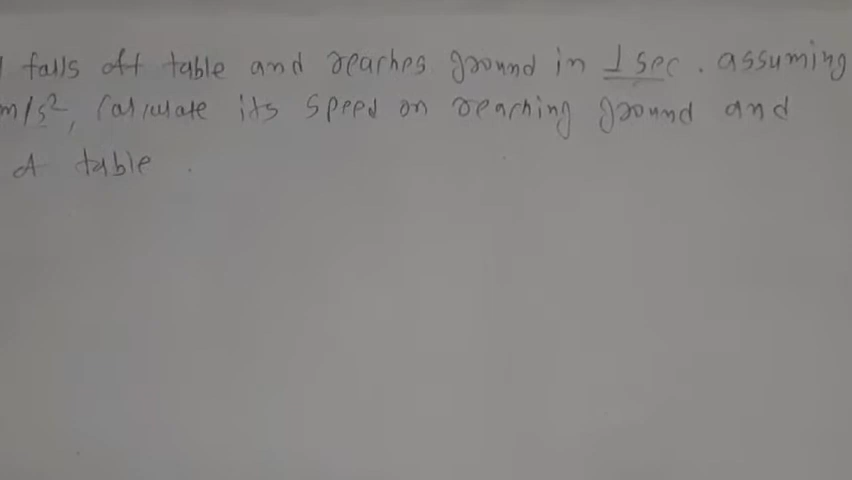 falls off table and reaches ground in 1 sec. assuming
m/s², Calculate its speed on reaching ground and
of table.